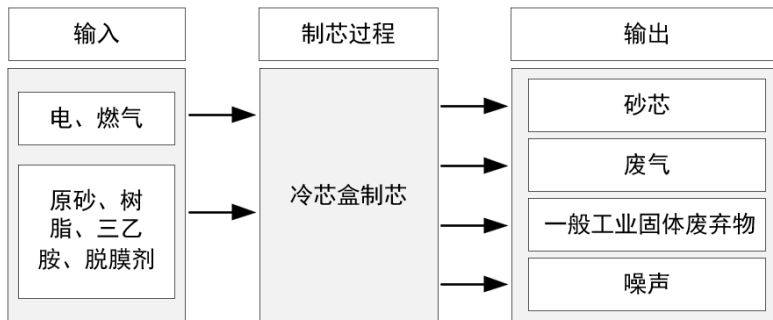 输入
制芯过程
输出
电、燃气
原砂、树
脂、三乙
胺、脱膜剂
冷芯盒制芯
砂芯
废气
一般工业固体废弃物
噪声